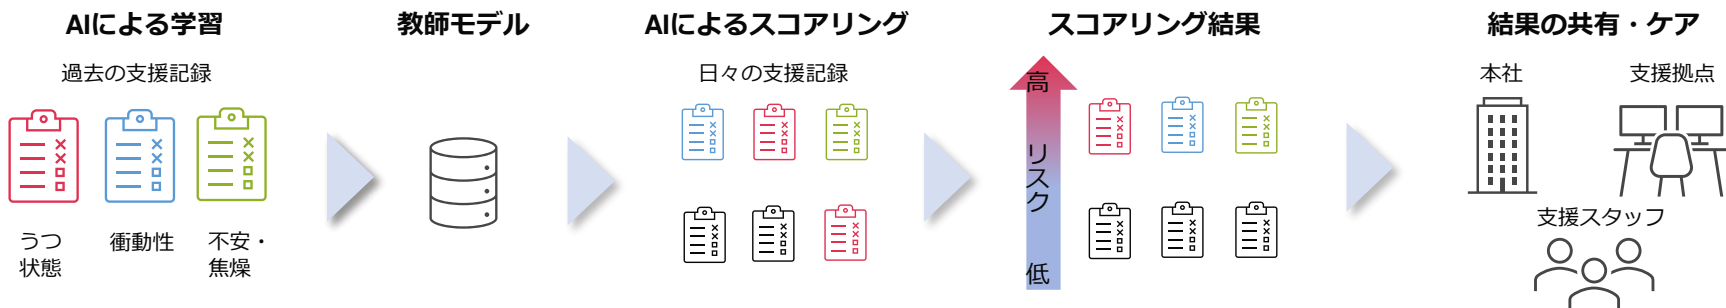 AIによる学習
教師モデル
AIによるスコアリング
スコアリング結果
結果の共有・ケア
過去の支援記録
うつ
状態
衝動性
不安・
焦燥
日々の支援記録
高
リスク
低
本社
支援拠点
支援スタッフ